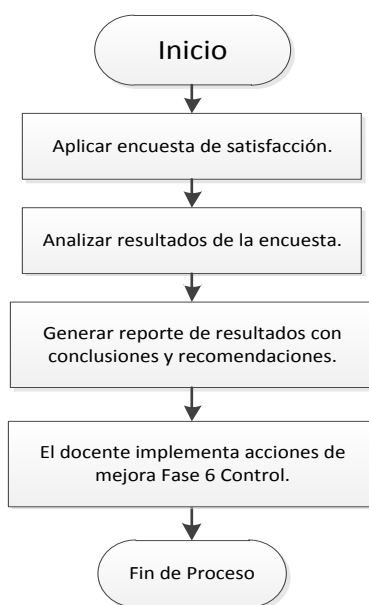 Inicio
Aplicar encuesta de satisfacción.
Analizar resultados de la encuesta.
Generar reporte de resultados con
conclusiones y recomendaciones.
El docente implementa acciones de
mejora Fase 6 Control.
Fin de Proceso